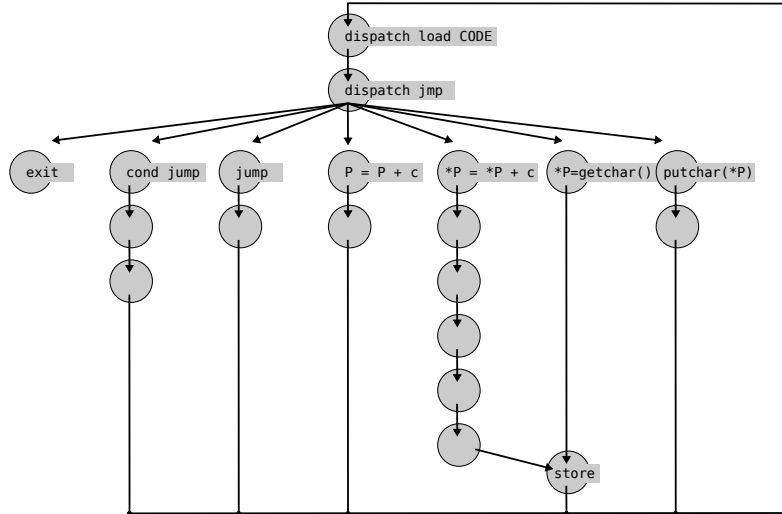 dispatch load CODE
dispatch jmp
exit
cond jump
jump
P = P + c
*P = *P + c
*P=getchar()
putchar(*P)
store